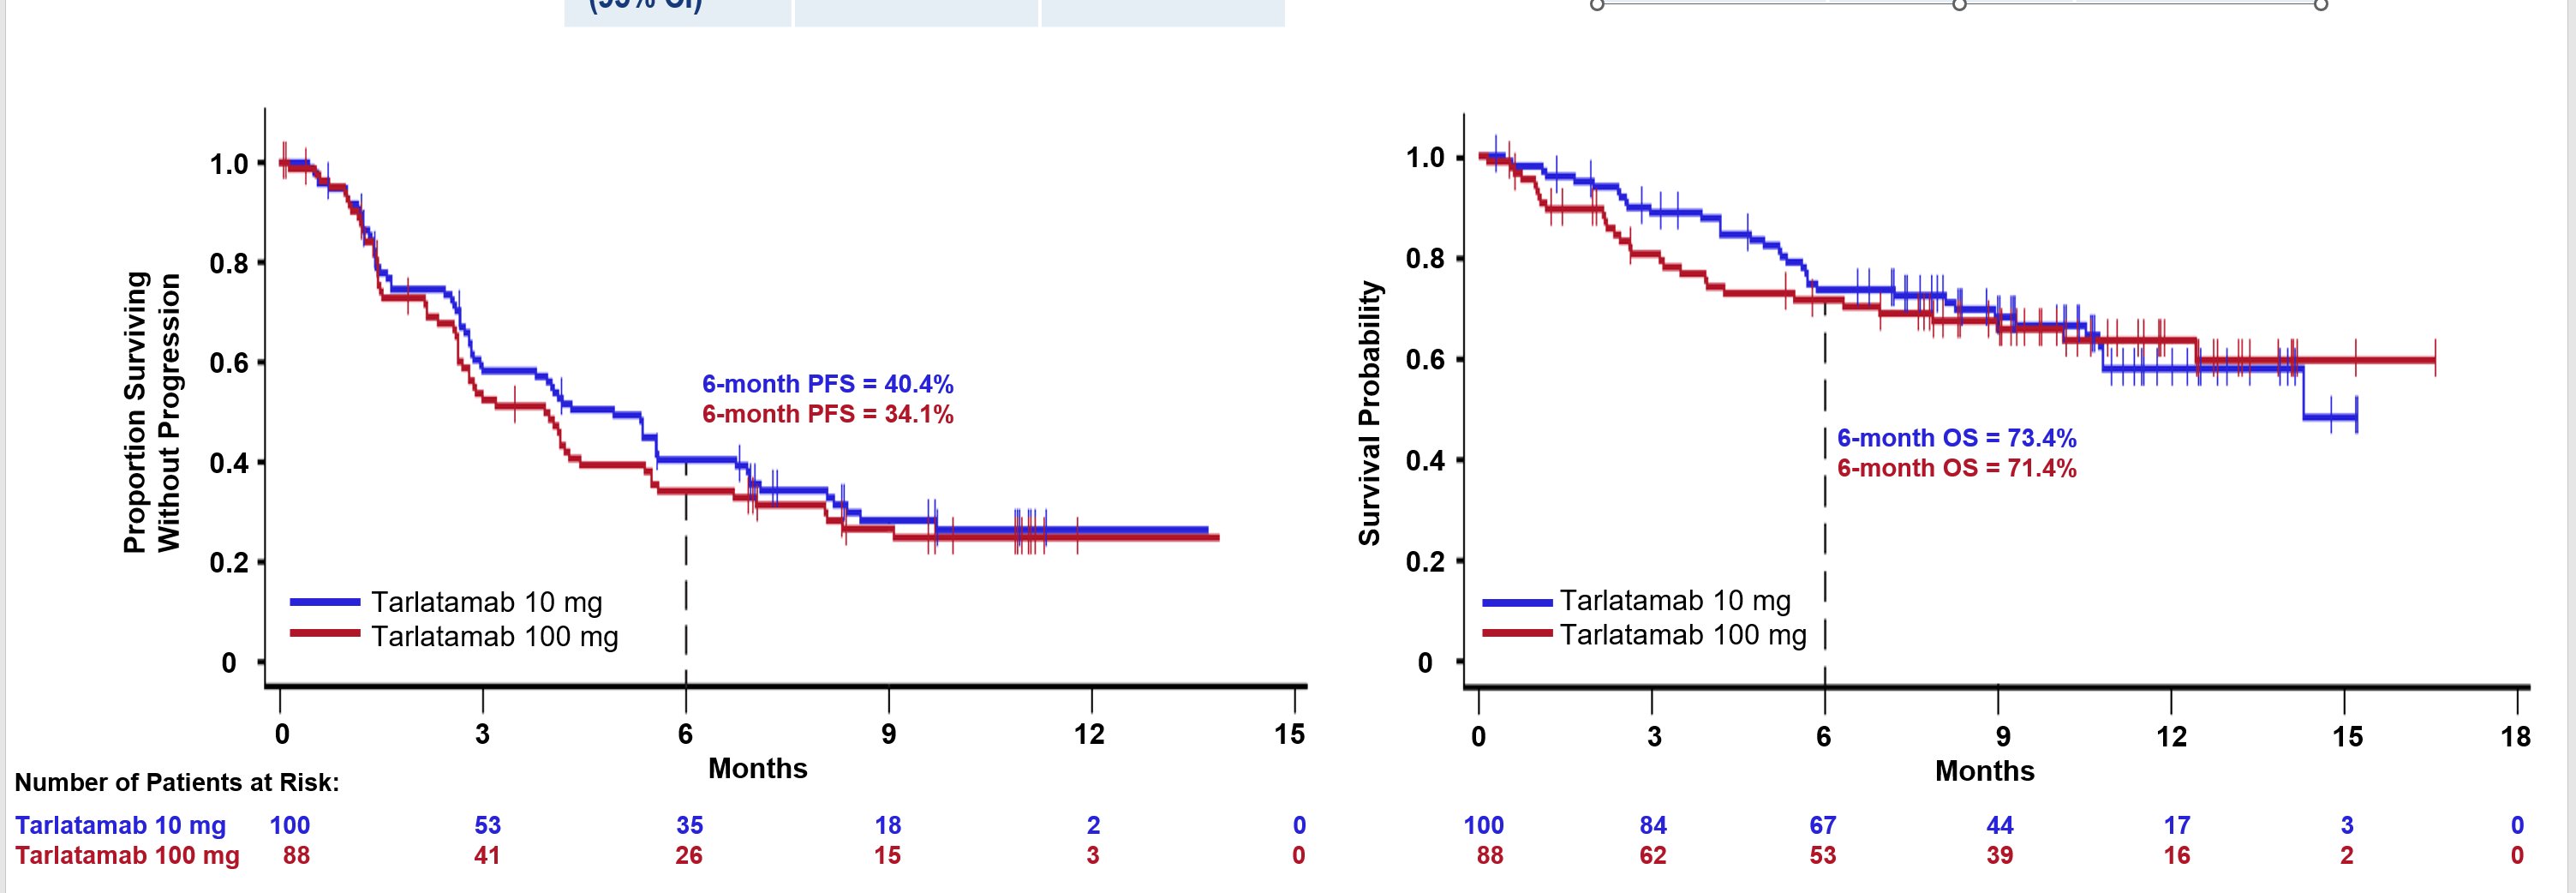 (95% CI)
Proportion Surviving
Without Progression
1.0
0.8
0.6
0.4
0.2
0
6-month PFS = 40.4%
6-month PFS = 34.1%
Tarlatamab 10 mg
Tarlatamab 100 mg
0 3 6 9 12 15
Months
Survival Probability
1.0
0.8
0.6
0.4
0.2
0
6-month OS = 73.4%
6-month OS = 71.4%
Tarlatamab 10 mg
Tarlatamab 100 mg
0 3 6 9 12 15 18
Months
Number of Patients at Risk:
Tarlatamab 10 mg 100 53 35 18 2 0 100 84 67 44 17 3 0
Tarlatamab 100 mg 88 41 26 15 3 0 88 62 53 39 16 2 0